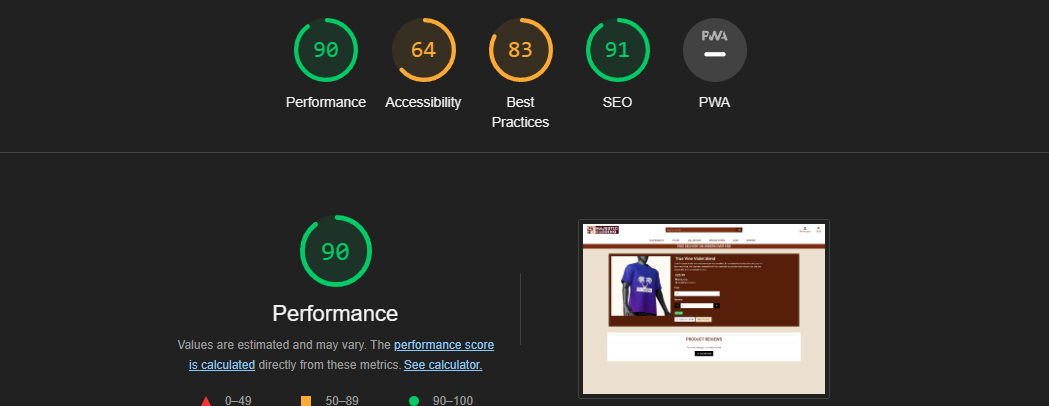 90
64
83
91
PWA
Performance
Accessibility
Best
Practices
SEO
PWA
90
Performance
Values are estimated and may vary. The performance score
is calculated directly from these metrics. See calculator.
0–49
50–89
90–100
MAJESTIC
True Vine Violet Blend
PRODUCT REVIEWS